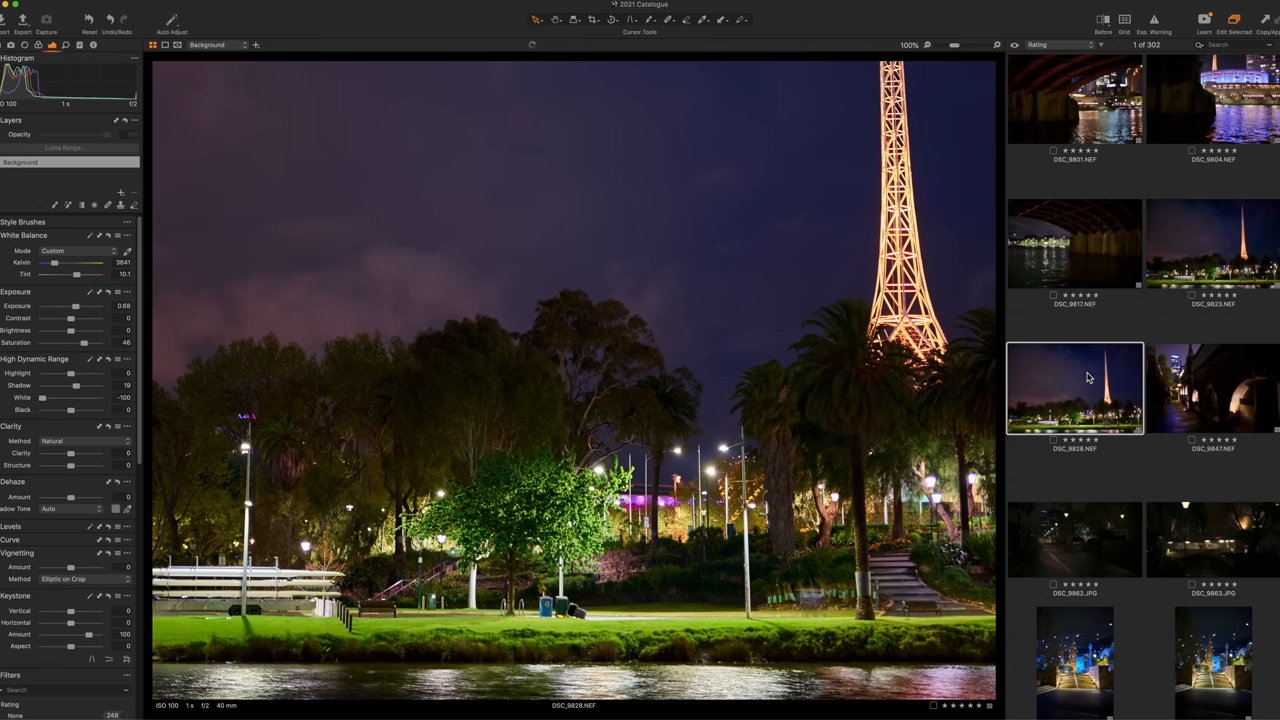 2021 Catalogue
Export
Capture
Reset
Undo/Redo
Auto Adjust
Cursor Tools
Before
Grid
Exp. Warning
Learn
Edit Selected
Background
100%
Rating
1 of 302
Search
Histogram
ISO 100
1 s
f/2
Layers
Opacity
Luma Range...
Background
Style Brushes
White Balance
Mode
Custom
Kelvin
3641
Tint
10.1
Exposure
Exposure
0.68
Contrast
0
Brightness
0
Saturation
46
High Dynamic Range
Highlight
0
Shadow
19
White
-100
Black
0
Clarity
Method
Natural
Clarity
0
Structure
0
Dehaze
Amount
0
adow Tone
Auto
Levels
Curve
Vignetting
Amount
0
Method
Elliptic on Crop
Keystone
Vertical
0
Horizontal
0
Amount
100
Aspect
0
Filters
Search
Rating
None
248
ISO 100
1 s
f/2
40 mm
DSC_9828.NEF
DSC_9801.NEF
DSC_9804.NEF
DSC_9817.NEF
DSC_9823.NEF
DSC_9828.NEF
DSC_9847.NEF
DSC_9862.JPG
DSC_9863.JPG